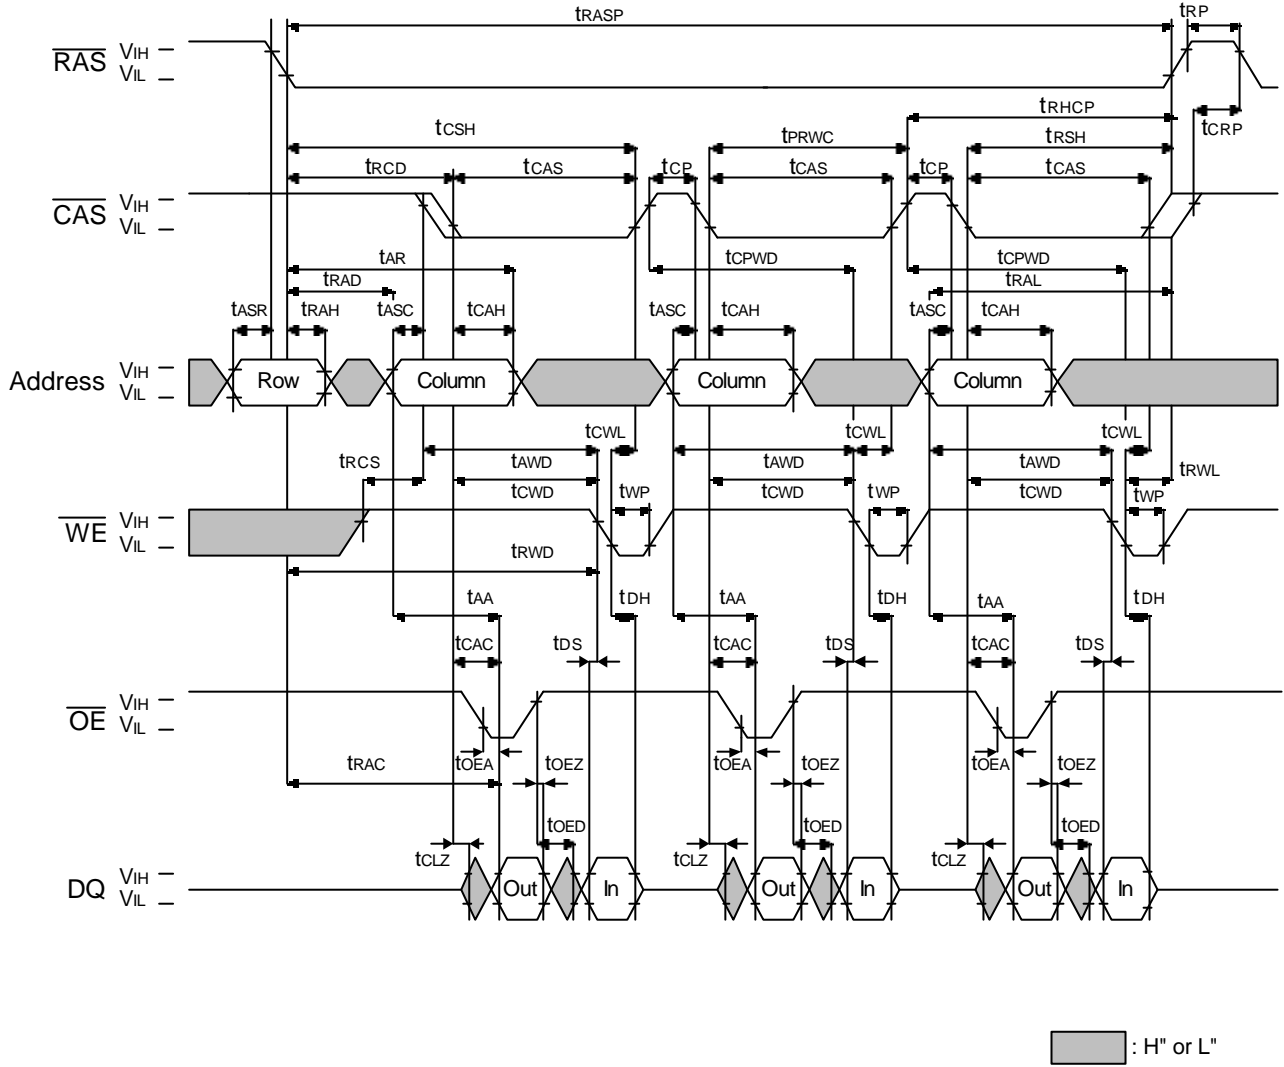 tRASP tRP
RAS VIH
VIL
tRHCP
tCSH tPRWC tRSH tCRP
tRCD tCAS tCP tCAS tCP tCAS
CAS VIH
VIL
tAR tCPWD tCPWD
tRAD tRAL
tASR tRAH tASC tCAH tASC tCAH tASC tCAH
Address VIH
VIL
Row Column Column Column
tCWL tCWL tCWL
tRCS tAWD tAWD tAWD tRWL
tCWD tWP tCWD tWP tCWD tWP
WE VIH
VIL
tRWD
tAA tDH tAA tDH tAA tDH
tCAC tDS tCAC tDS tCAC tDS
OE VIH
VIL
tRAC tOEA tOEZ tOEA tOEZ tOEA tOEZ
tOED tOED tOED
tCLZ tCLZ tCLZ
DQ VIH
VIL
Out In Out In Out In
: H" or L"